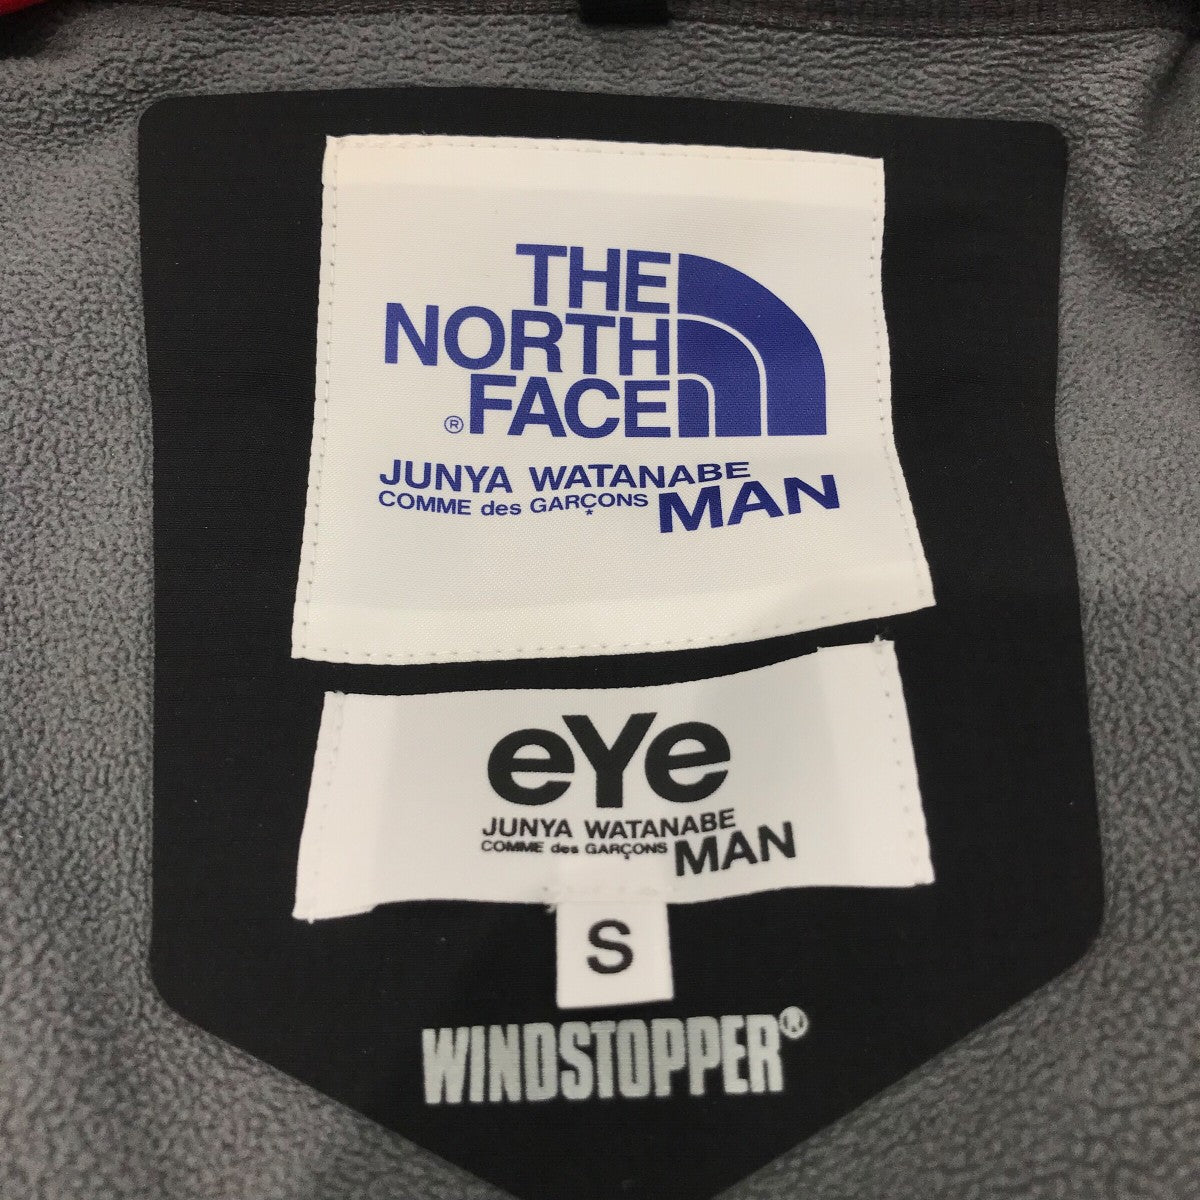 THE
NORTH
® FACE
JUNYA WATANABE
COMME des GARÇONS MAN
eYe
JUNYA WATANABE
COMME des GARÇONS MAN
S
WINDSTOPPER®